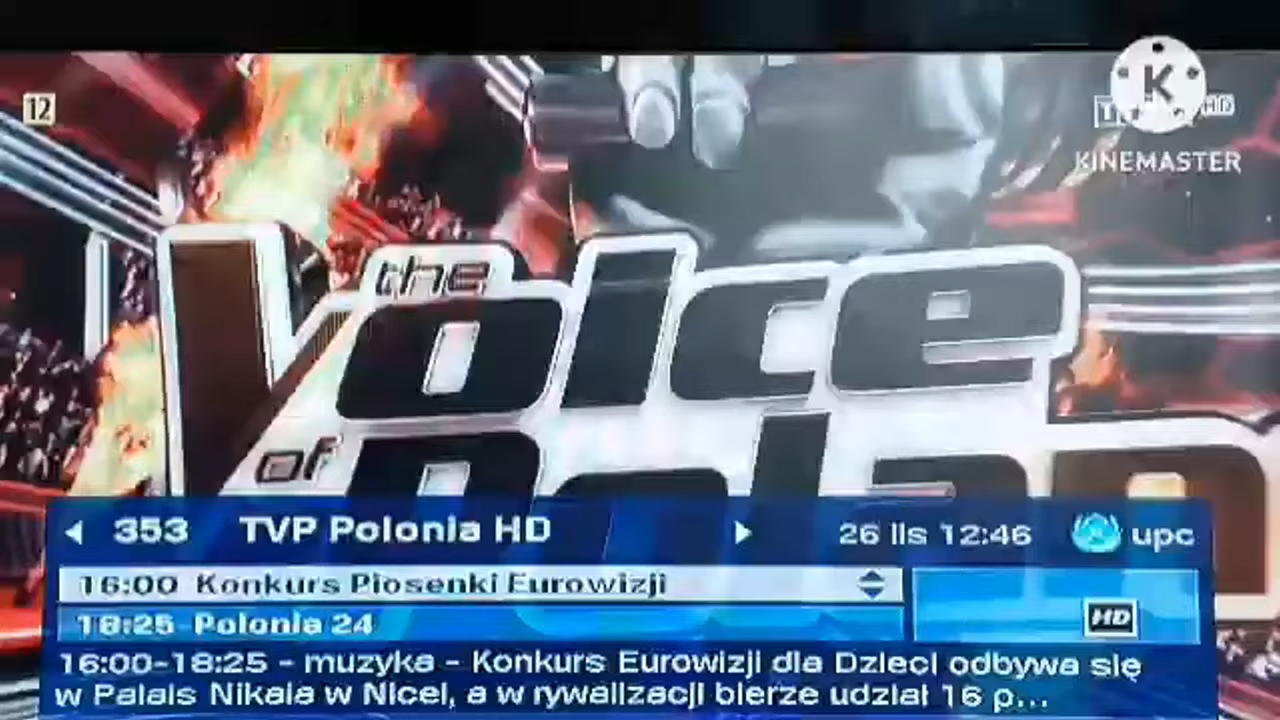 12
HD
KINEMASTER
the
Voice
of
353 TVP Polonia HD 26 lis 12:46 upc
16:00 Konkurs Piosenki Eurowizji
18:25 Polonia 24
HD
16:00-18:25 - muzyka - Konkurs Eurowizji dla Dzieci odbywa się
w Palais Nikaia w Nicei, a w rywalizacji bierze udział 16 p...